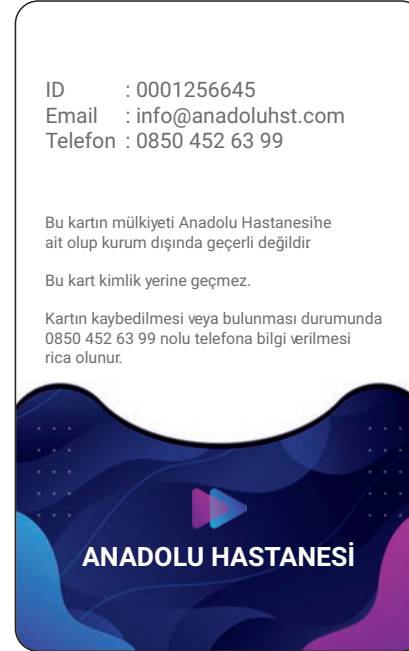 ID : 0001256645
Email : info@anadoluhst.com
Telefon : 0850 452 63 99
Bu kartın mülkiyeti Anadolu Hastanesi'ne
ait olup kurum dışında geçerli değildir
Bu kart kimlik yerine geçmez.
Kartın kaybedilmesi veya bulunması durumunda
0850 452 63 99 nolu telefona bilgi verilmesi
rica olunur.
ANADOLU HASTANESİ